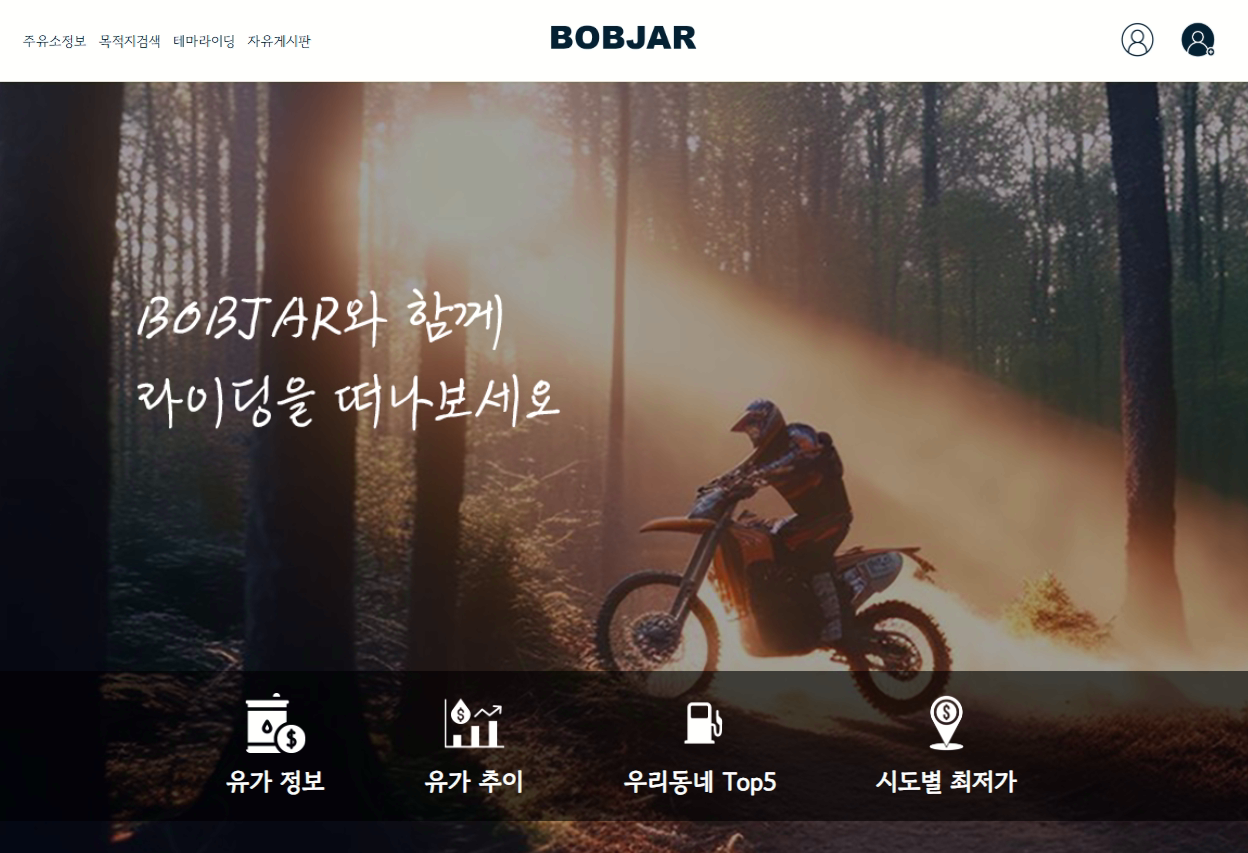 주유소정보 목적지검색 테마라이딩 자유게시판
BOBJAR
BOBJAR와 함께
라이딩을 떠나보세요
$ $ $
유가 정보 유가 추이 우리동네 Top5 시도별 최저가